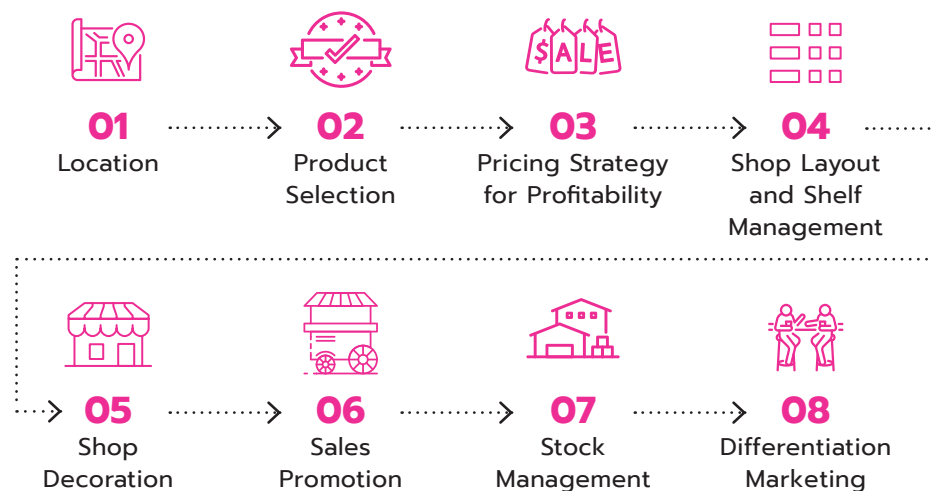 $ALE
01
Location
02
Product
Selection
03
Pricing Strategy
for Profitability
04
Shop Layout
and Shelf
Management
05
Shop
Decoration
06
Sales
Promotion
07
Stock
Management
08
Differentiation
Marketing